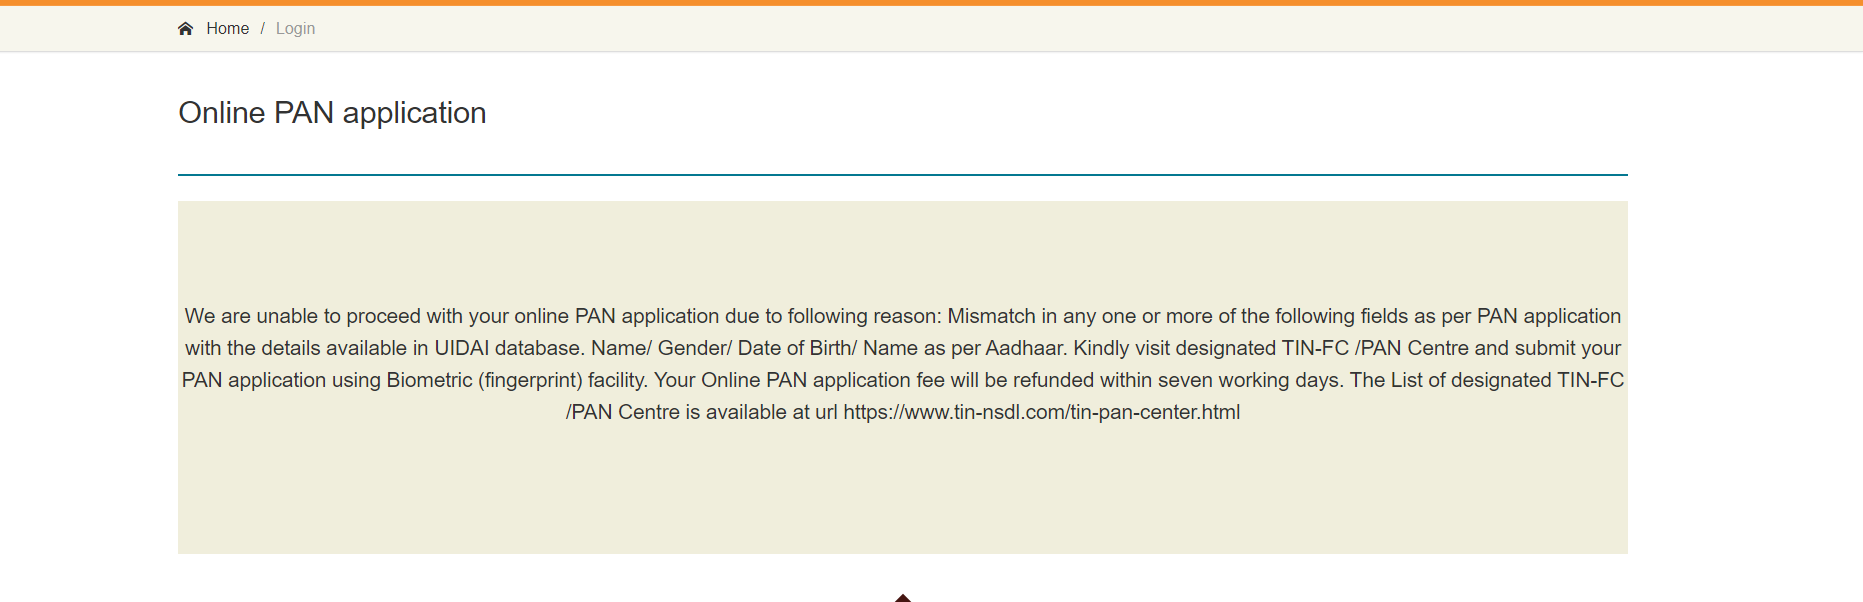 Home / Login
Online PAN application
We are unable to proceed with your online PAN application due to following reason: Mismatch in any one or more of the following fields as per PAN application
with the details available in UIDAI database. Name/ Gender/ Date of Birth/ Name as per Aadhaar. Kindly visit designated TIN-FC /PAN Centre and submit your
PAN application using Biometric (fingerprint) facility. Your Online PAN application fee will be refunded within seven working days. The List of designated TIN-FC
/PAN Centre is available at url https://www.tin-nsdl.com/tin-pan-center.html